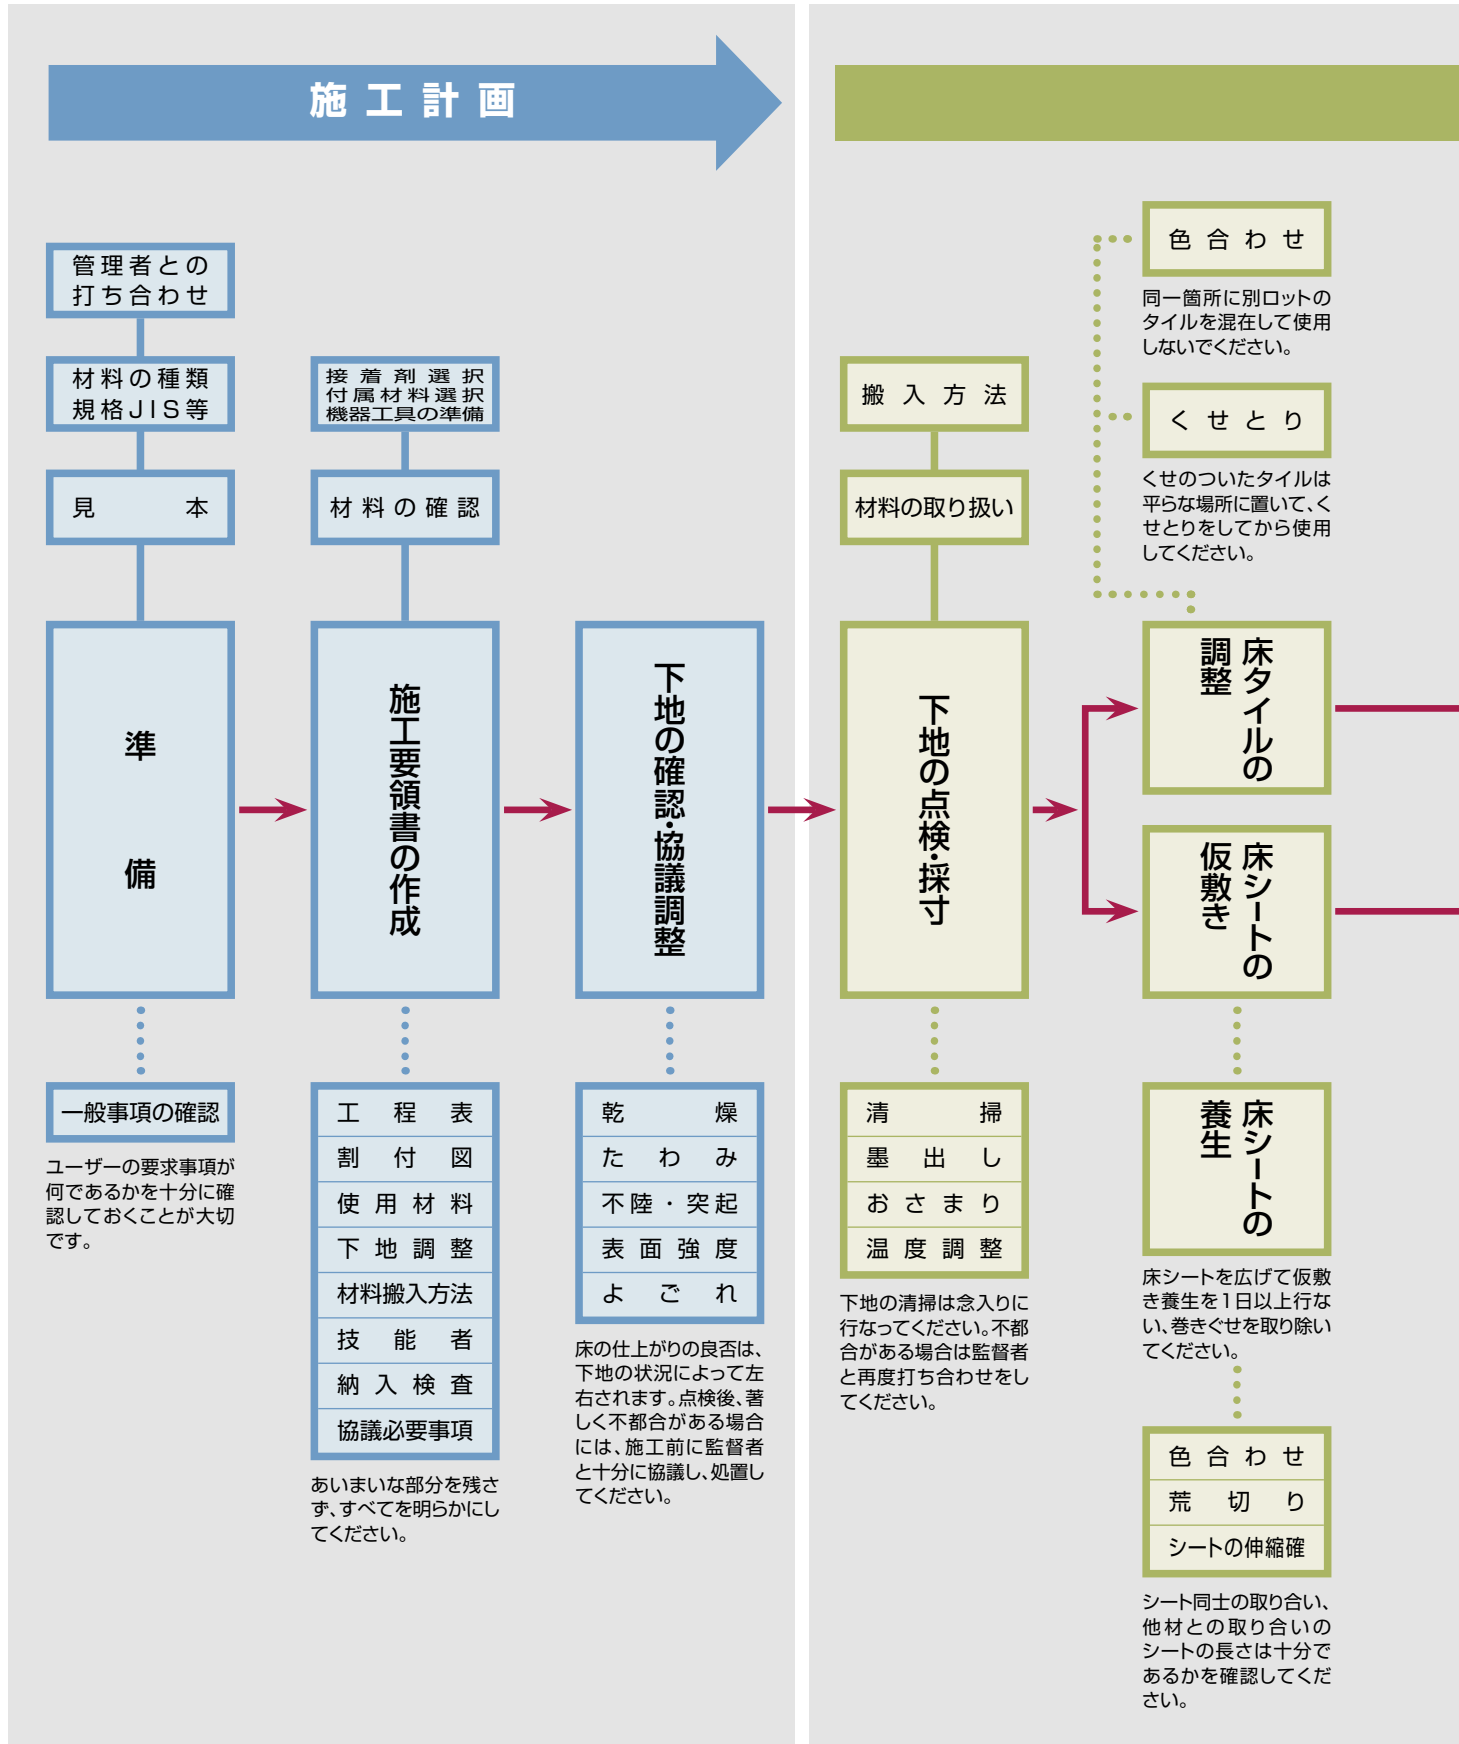 施工計画
管理者との
打ち合わせ
材料の種類
規格JIS等
見本
準備
一般事項の確認
ユーザーの要求事項が
何であるかを十分に確
認しておくことが大切
です。
接着剤選択
付属材料選択
機器工具の準備
材料の確認
施工要領書の作成
工程表
割付図
使用材料
下地調整
材料搬入方法
技能者
納入検査
協議必要事項
あいまいな部分を残さ
ず、すべてを明らかにし
てください。
下地の確認・協議調整
乾燥
たわみ
不陸・突起
表面強度
よごれ
床の仕上がりの良否は、
下地の状況によって左
右されます。点検後、著
しく不都合がある場合
には、施工前に監督者
と十分に協議し、処置し
てください。
搬入方法
材料の取り扱い
下地の点検・採寸
清掃
墨出し
おさまり
温度調整
下地の清掃は念入りに
行なってください。不都
合がある場合は監督者
と再度打ち合わせをし
てください。
色合わせ
同一箇所に別ロットの
タイルを混在して使用
しないでください。
くせとり
くせのついたタイルは
平らな場所に置いて、く
せとりをしてから使用
してください。
床タイルの
調整
床シートの
仮敷き
床シートの
養生
床シートを広げて仮敷
き養生を1日以上行な
い、巻きぐせを取り除い
てください。
色合わせ
荒切り
シートの伸縮確
シート同士の取り合い、
他材との取り合いの
シートの長さは十分で
あるかを確認してくだ
さい。